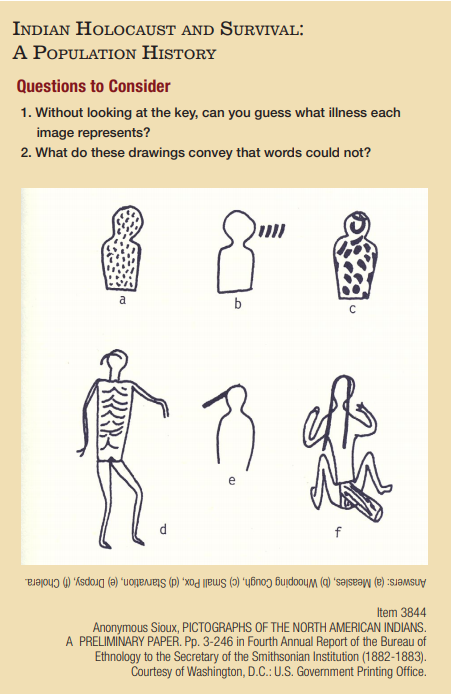 INDIAN HOLOCAUST AND SURVIVAL:
A POPULATION HISTORY
Questions to Consider
1. Without looking at the key, can you guess what illness each
image represents?
2. What do these drawings convey that words could not?
a
b
c
d
e
f
Answers: (a) Measles, (b) Whooping Cough, (c) Small Pox, (d) Starvation, (e) Dropsy, (f) Cholera.
Item 3844
Anonymous Sioux, PICTOGRAPHS OF THE NORTH AMERICAN INDIANS.
A PRELIMINARY PAPER. Pp. 3-246 in Fourth Annual Report of the Bureau of
Ethnology to the Secretary of the Smithsonian Institution (1882-1883).
Courtesy of Washington, D.C.: U.S. Government Printing Office.